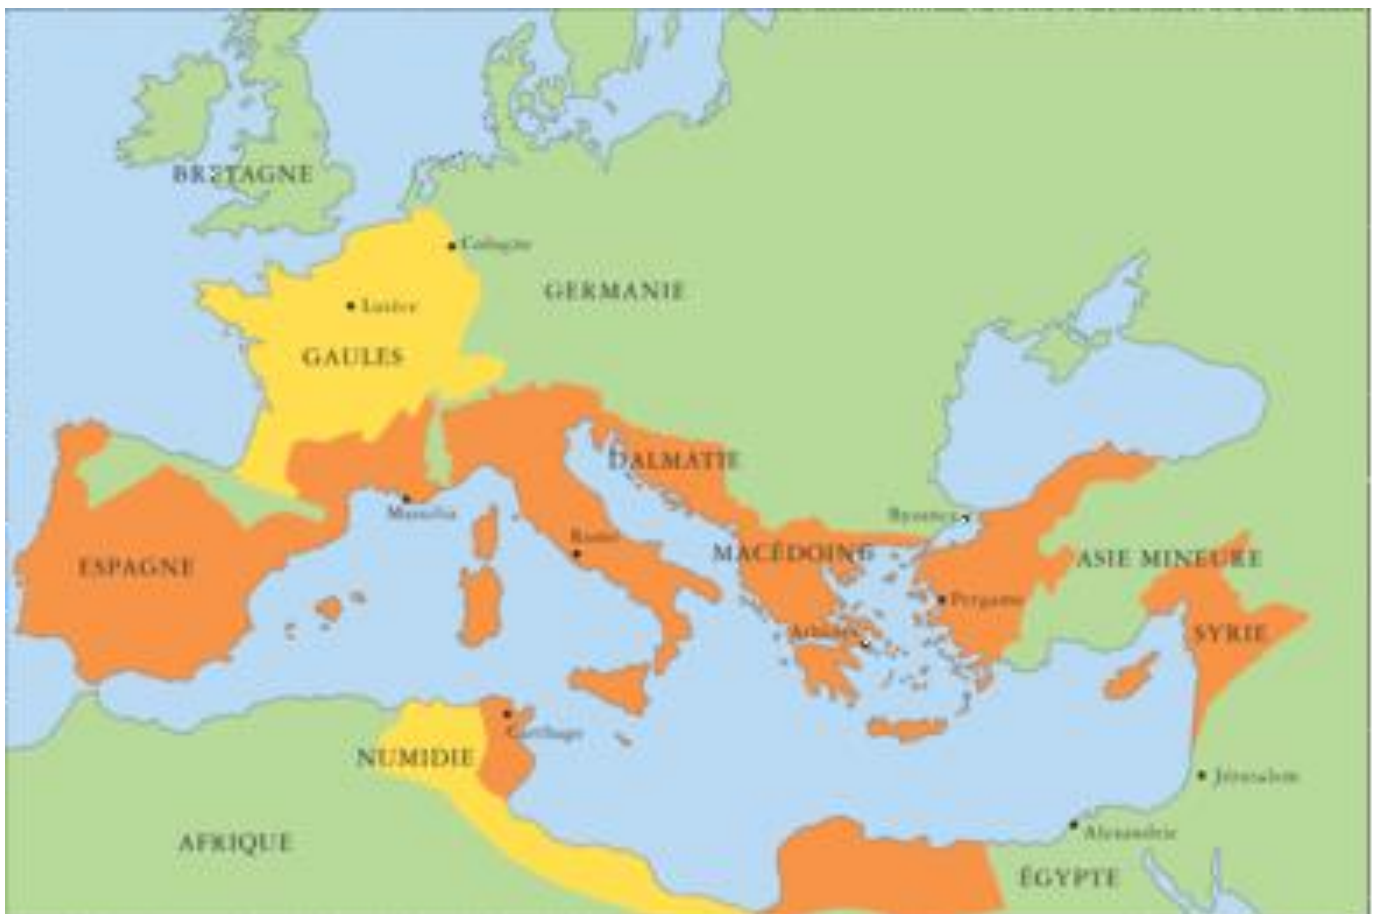 BRETAGNE
Cologne
GERMANIE
Lutèce
GAULES
DALMATIE
Massilia
Byzance
Rome
MACÉDOINE
ASIE MINEURE
ESPAGNE
Pergame
Athènes
SYRIE
Carthage
NUMIDIE
Jérusalem
Alexandrie
AFRIQUE
ÉGYPTE